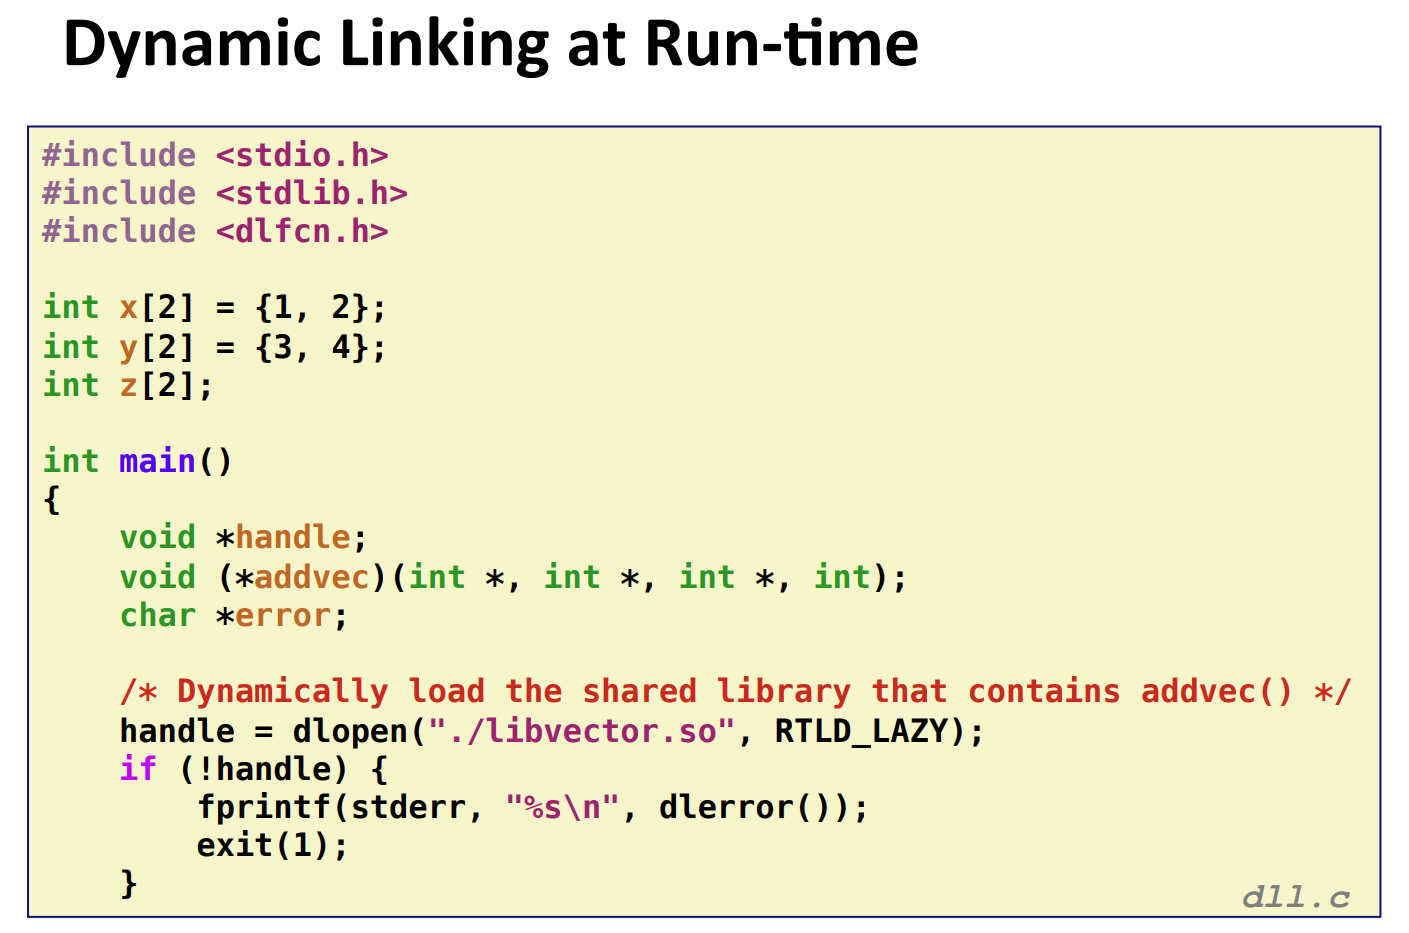 Dynamic Linking at Run-time
#include <stdio.h>
#include <stdlib.h>
#include <dlfcn.h>
int x[2] = {1, 2};
int y[2] = {3, 4};
int z[2];
int main()
{
    void *handle;
    void (*addvec)(int *, int *, int *, int);
    char *error;
    /* Dynamically load the shared library that contains addvec() */
    handle = dlopen("./libvector.so", RTLD_LAZY);
    if (!handle) {
        fprintf(stderr, "%s\n", dlerror());
        exit(1);
    }
dll.c